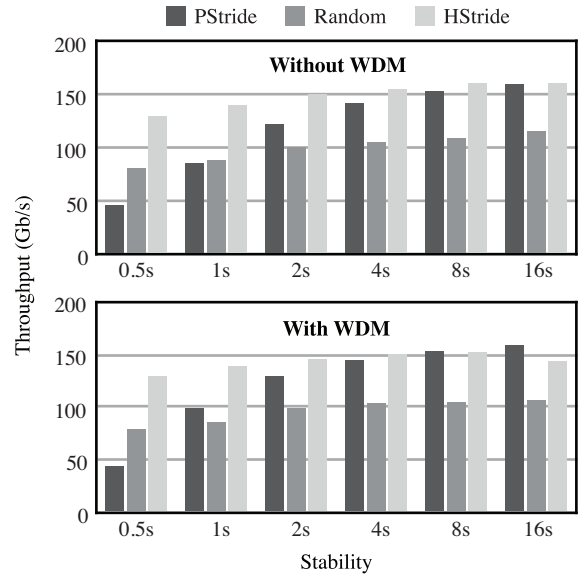 PStride Random HStride
Without WDM
200
150
100
50
0
0.5s 1s 2s 4s 8s 16s
Throughput (Gb/s)
With WDM
200
150
100
50
0
0.5s 1s 2s 4s 8s 16s
Stability